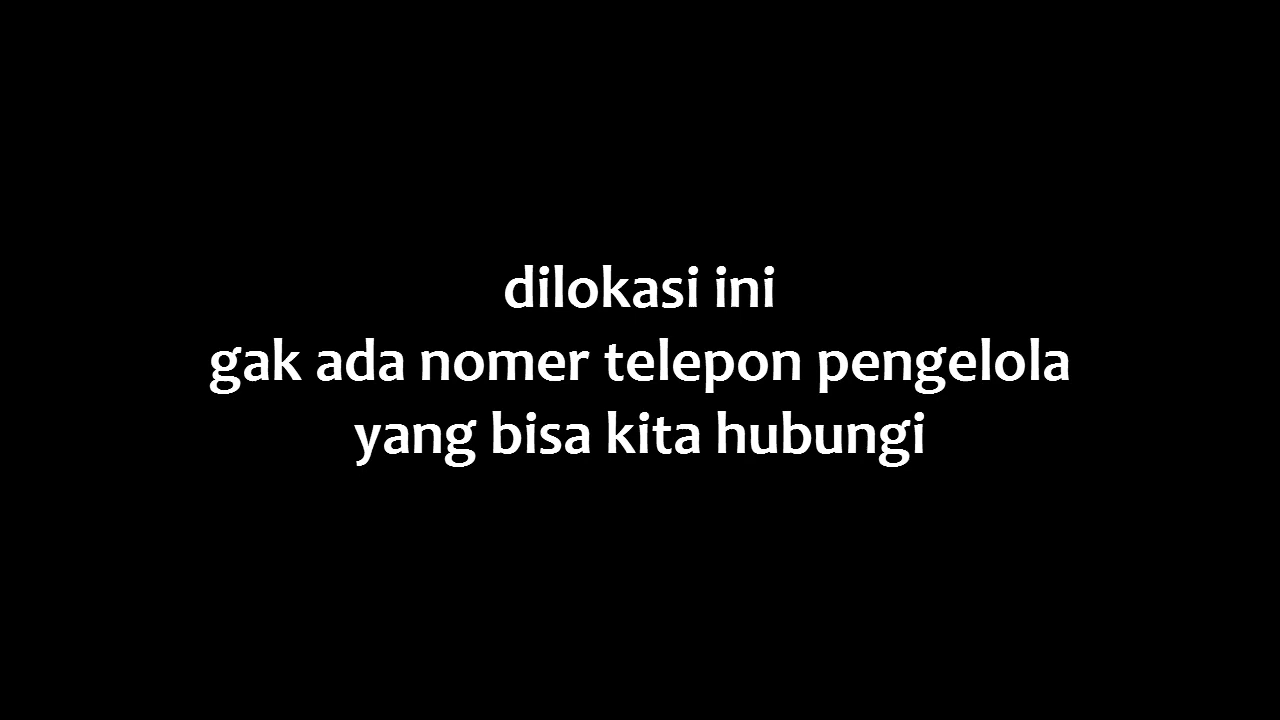 dilokasi ini
gak ada nomer telepon pengelola
yang bisa kita hubungi